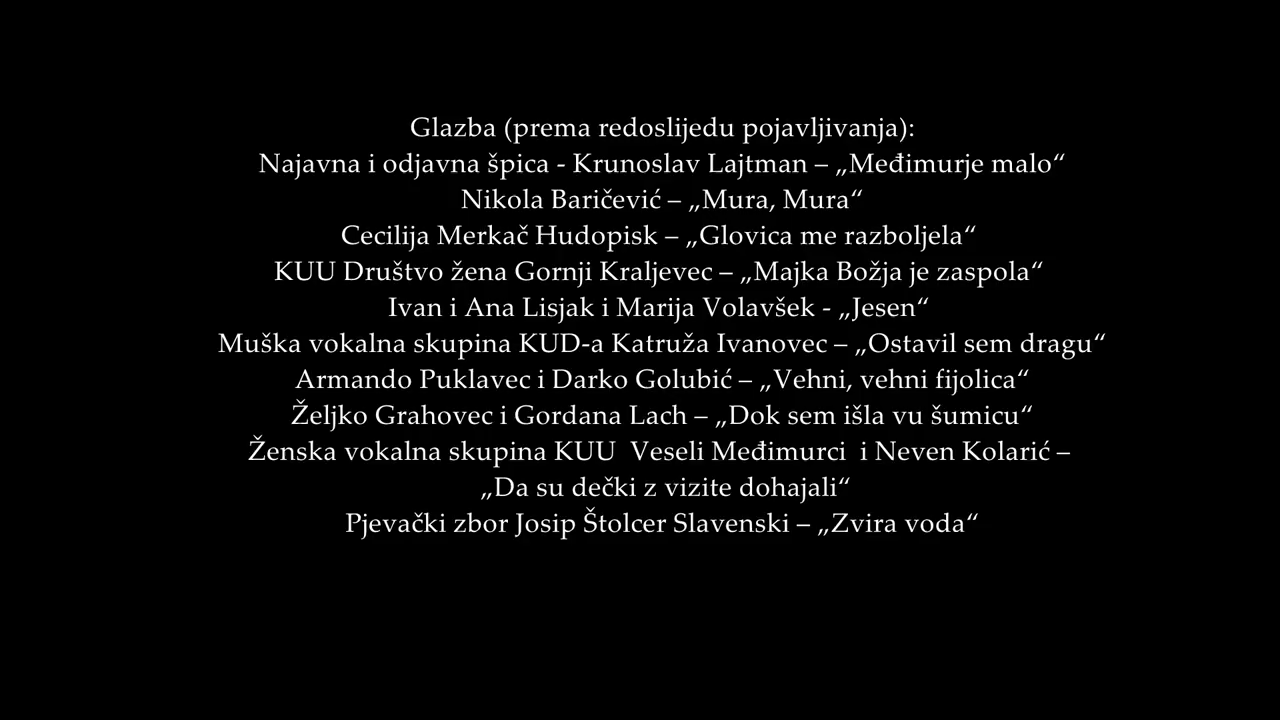 Glazba (prema redoslijedu pojavljivanja):
Najavna i odjavna špica - Krunoslav Lajtman – „Međimurje malo“
Nikola Baričević – „Mura, Mura“
Cecilija Merkač Hudopisk – „Glovica me razboljela“
KUU Društvo žena Gornji Kraljevec – „Majka Božja je zaspola“
Ivan i Ana Lisjak i Marija Volavšek - „Jesen“
Muška vokalna skupina KUD-a Katruža Ivanovec – „Ostavil sem dragu“
Armando Puklavec i Darko Golubić – „Vehni, vehni fijolica“
Željko Grahovec i Gordana Lach – „Dok sem išla vu šumicu“
Ženska vokalna skupina KUU  Veseli Međimurci  i Neven Kolarić –
„Da su dečki z vizite dohajali“
Pjevački zbor Josip Štolcer Slavenski – „Zvira voda“